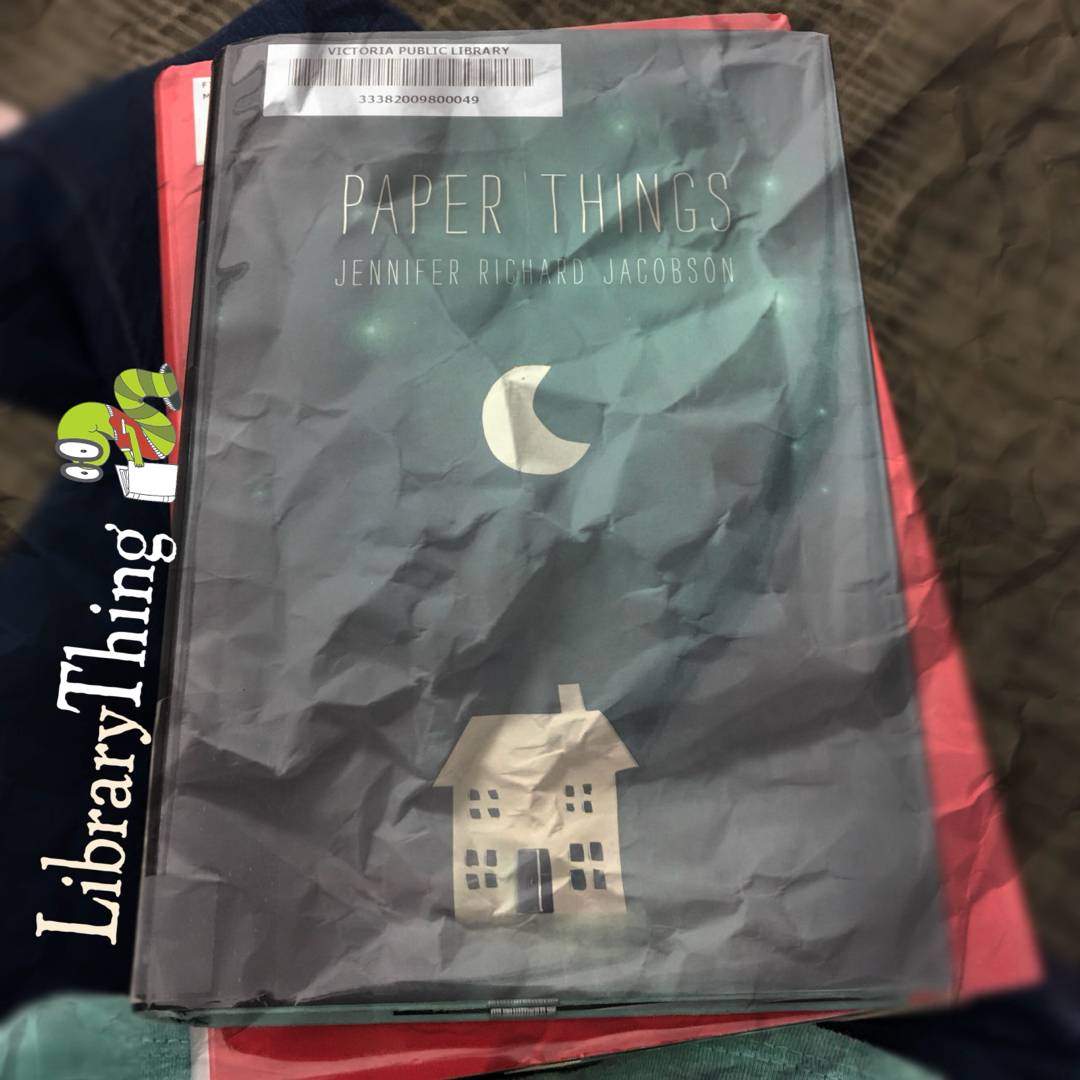 VICTORIA PUBLIC LIBRARY
33382009800049
PAPER THINGS
JENNIFER RICHARD JACOBSON
LibraryThing